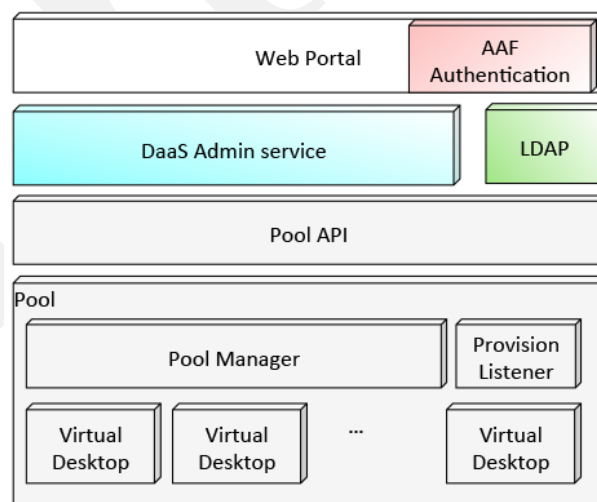 Web Portal
AAF
Authentication
DaaS Admin service
LDAP
Pool API
Pool
Pool Manager
Provision
Listener
Virtual
Desktop
Virtual
Desktop
...
Virtual
Desktop